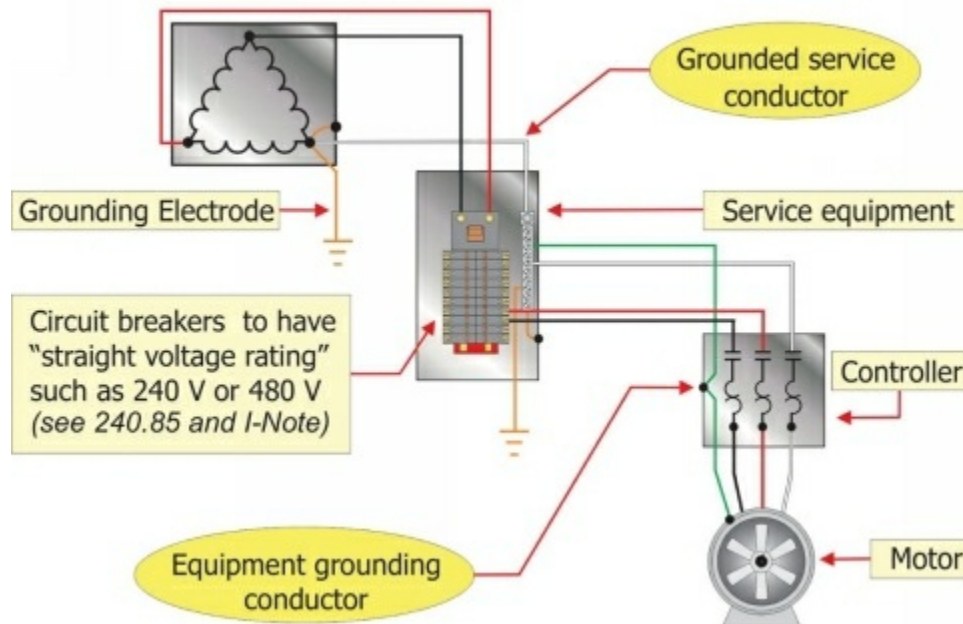 Grounded service
conductor
Grounding Electrode
Service equipment
Circuit breakers to have
“straight voltage rating”
such as 240 V or 480 V
(see 240.85 and I-Note)
Controller
Equipment grounding
conductor
Motor